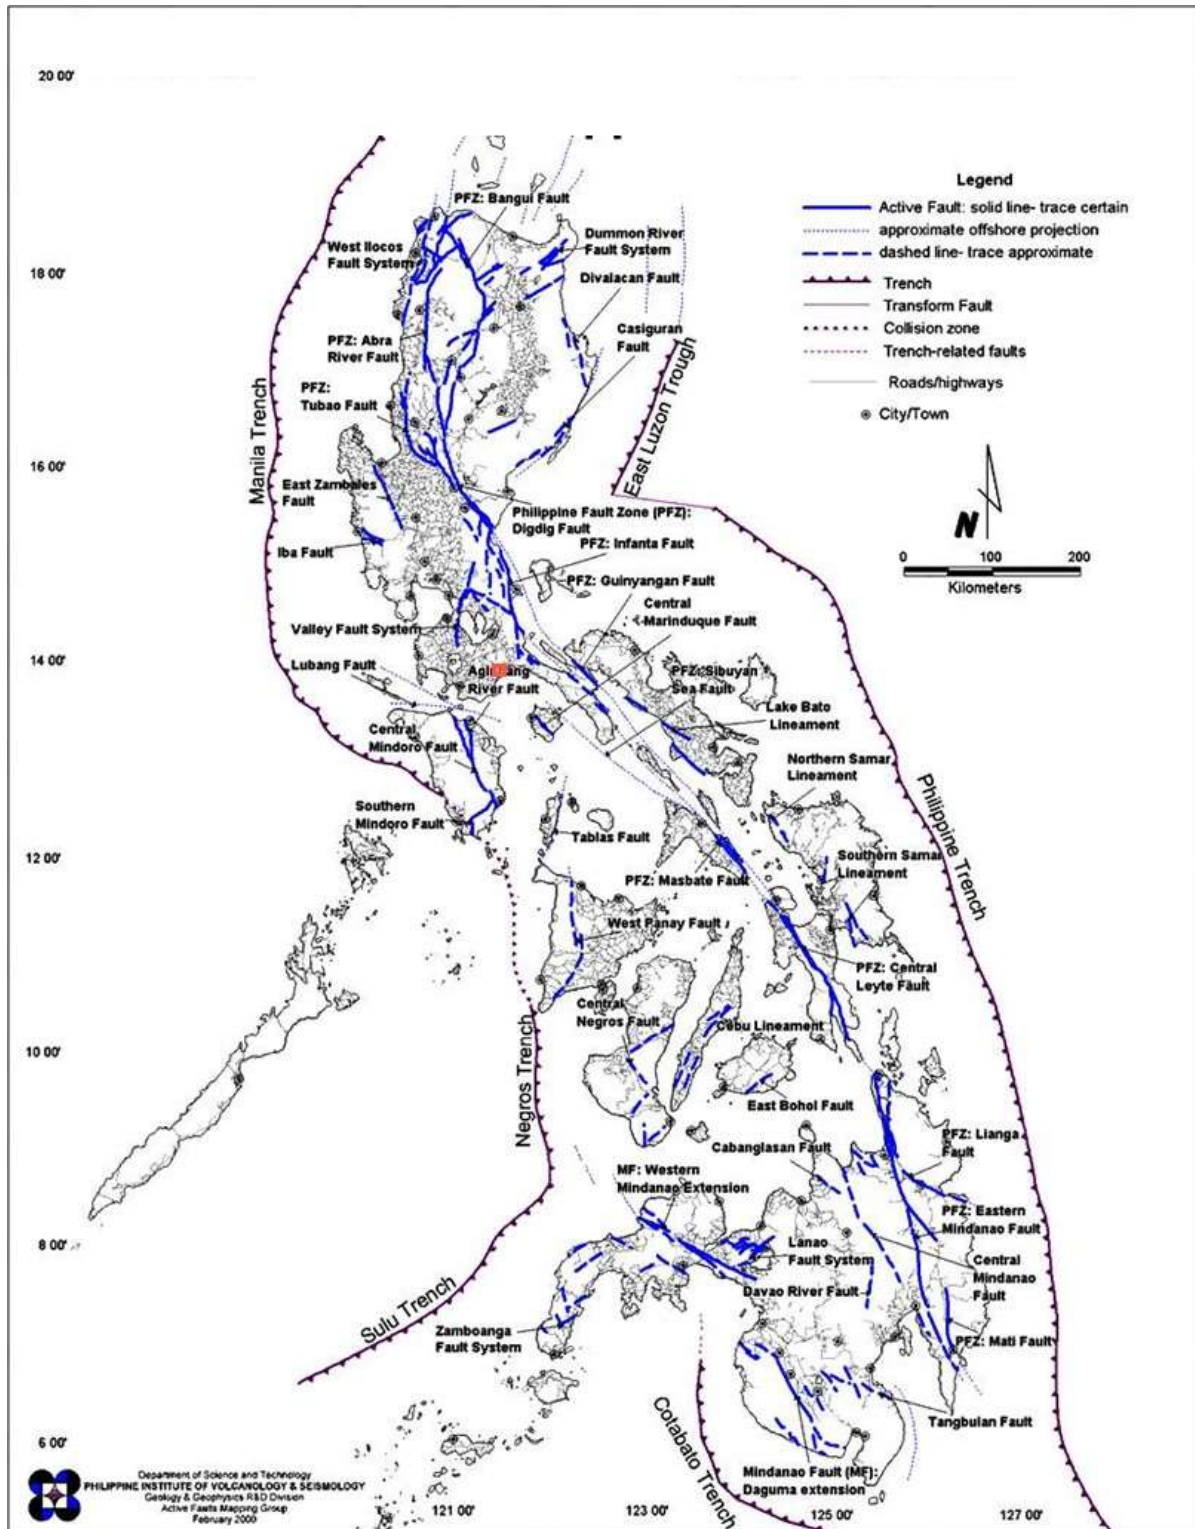 20 00'
18 00'
16 00'
14 00'
12 00'
10 00'
8 00'
6 00'
121 00'
123 00'
125 00'
127 00'
Legend
Active Fault: solid line- trace certain
approximate offshore projection
dashed line- trace approximate
Trench
Transform Fault
Collision zone
Trench-related faults
Roads/highways
City/Town
N
0 100 200
Kilometers
PFZ: Bangui Fault
West Ilocos
Fault System
Dummon River
Fault System
Divalacan Fault
Casiguran
Fault
PFZ: Abra
River Fault
PFZ:
Tubao Fault
Manila Trench
East Luzon Trough
East Zambales
Fault
Iba Fault
Philippine Fault Zone (PFZ):
Digdig Fault
PFZ: Infanta Fault
PFZ: Guinyangan Fault
Central
Marinduque Fault
Valley Fault System
Lubang Fault
River Fault
PFZ: Sibuyan
Sea Fault
Lake Bato
Lineament
Central
Mindoro Fault
Northern Samar
Lineament
Southern
Mindoro Fault
Tablas Fault
Philippine Trench
Southern Samar
Lineament
PFZ: Masbate Fault
West Panay Fault
PFZ: Central
Leyte Fault
Central
Negros Fault
Cebu Lineament
Negros Trench
East Bohol Fault
Cabanglasan Fault
PFZ: Lianga
Fault
MF: Western
Mindanao Extension
PFZ: Eastern
Mindanao Fault
Lanao
Fault System
Central
Mindanao
Fault
Davao River Fault
Sulu Trench
Zamboanga
Fault System
PFZ: Mati Fault
Tangbulan Fault
Cotabato Trench
Mindanao Fault (MF):
Daguma extension
Department of Science and Technology
PHILIPPINE INSTITUTE OF VOLCANOLOGY & SEISMOLOGY
Geology & Geophysics R&D Division
Active Faults Mapping Group
February 2000